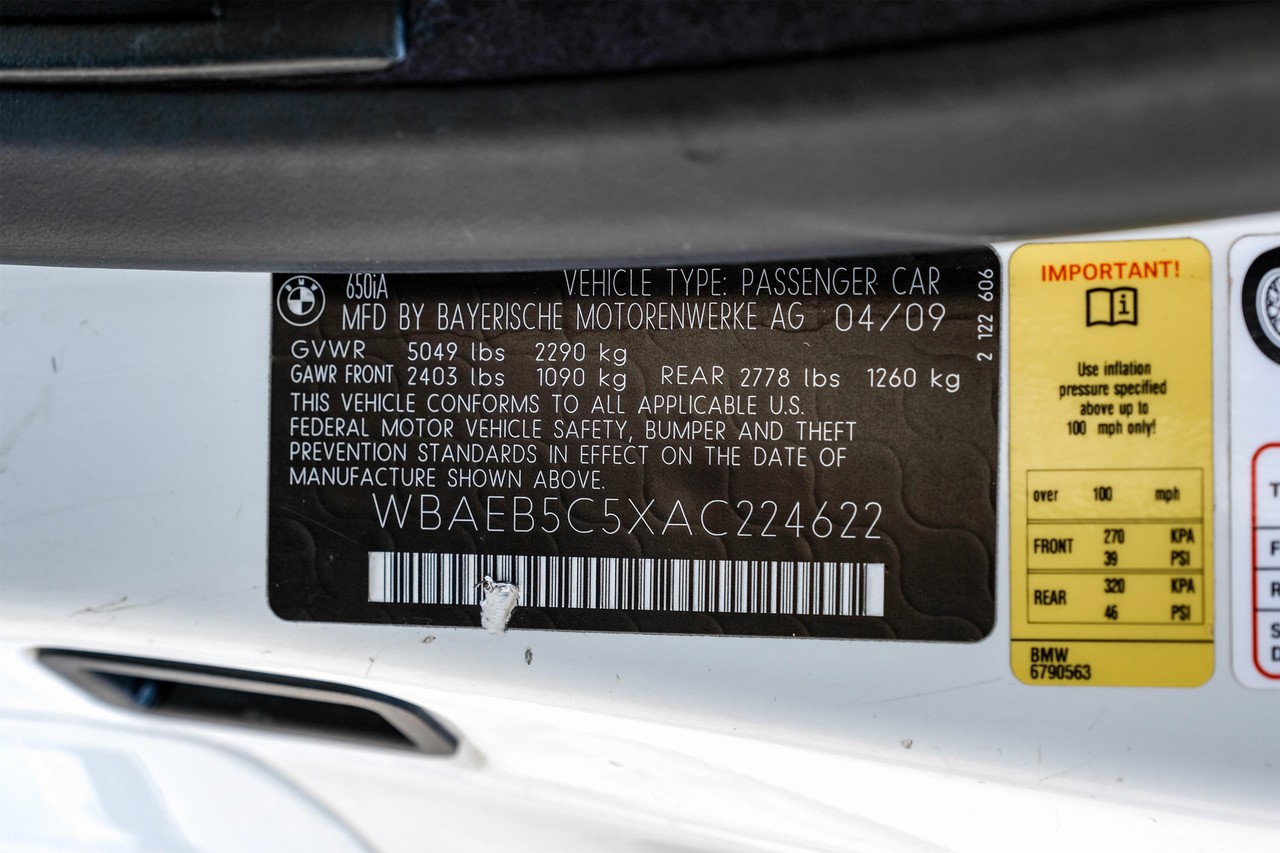 BMW
650iA VEHICLE TYPE: PASSENGER CAR
MFD BY BAYERISCHE MOTORENWERKE AG 04/09
GVWR 5049 lbs 2290 kg
GAWR FRONT 2403 lbs 1090 kg REAR 2778 lbs 1260 kg
THIS VEHICLE CONFORMS TO ALL APPLICABLE U.S.
FEDERAL MOTOR VEHICLE SAFETY, BUMPER AND THEFT
PREVENTION STANDARDS IN EFFECT ON THE DATE OF
MANUFACTURE SHOWN ABOVE.
WBAEB5C5XAC224622
2 122 606
IMPORTANT!
i
Use inflation
pressure specified
above up to
100 mph only!
over 100 mph
FRONT 270 KPA
39 PSI
REAR 320 KPA
46 PSI
BMW
6790563